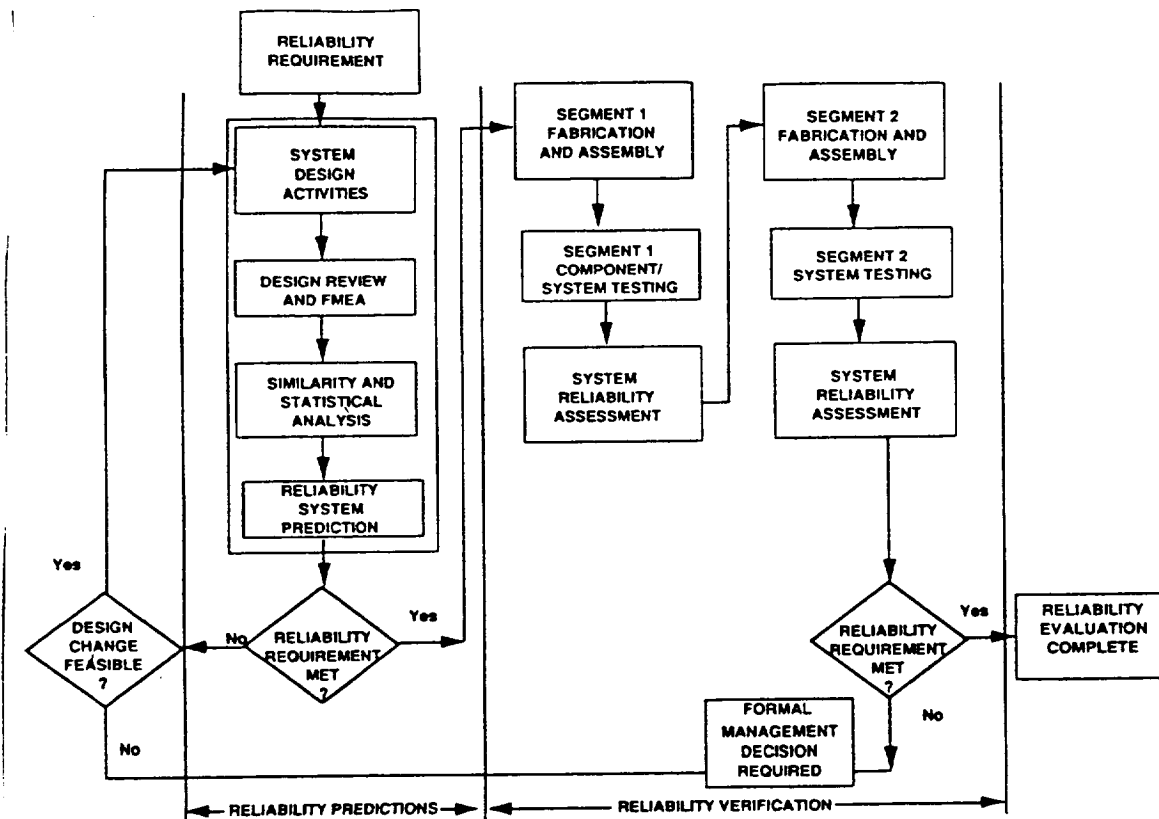 RELIABILITY
REQUIREMENT
SYSTEM
DESIGN
ACTIVITIES
DESIGN REVIEW
AND FMEA
SIMILARITY AND
STATISTICAL
ANALYSIS
RELIABILITY
SYSTEM
PREDICTION
RELIABILITY
REQUIREMENT
MET
?
Yes
No
DESIGN
CHANGE
FEASIBLE
?
Yes
No
SEGMENT 1
FABRICATION
AND ASSEMBLY
SEGMENT 1
COMPONENT/
SYSTEM TESTING
SYSTEM
RELIABILITY
ASSESSMENT
SEGMENT 2
FABRICATION AND
ASSEMBLY
SEGMENT 2
SYSTEM TESTING
SYSTEM
RELIABILITY
ASSESSMENT
RELIABILITY
REQUIREMENT
MET
?
Yes
No
RELIABILITY
EVALUATION
COMPLETE
FORMAL
MANAGEMENT
DECISION
REQUIRED
RELIABILITY PREDICTIONS
RELIABILITY VERIFICATION